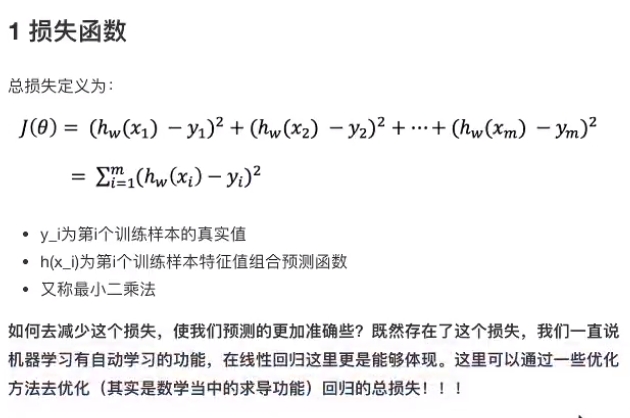 1 损失函数
总损失定义为：
J(θ) = (h_w(x_1) − y_1)² + (h_w(x_2) − y_2)² + ⋯ + (h_w(x_m) − y_m)²
= ∑_{i=1}^{m}(h_w(x_i) − y_i)²
• y_i为第i个训练样本的真实值
• h(x_i)为第i个训练样本特征值组合预测函数
• 又称最小二乘法
如何去减少这个损失，使我们预测的更加准确些？既然存在了这个损失，我们一直说
机器学习有自动学习的功能，在线性回归这里更是能够体现。这里可以通过一些优化
方法去优化（其实是数学当中的求导功能）回归的总损失！！！